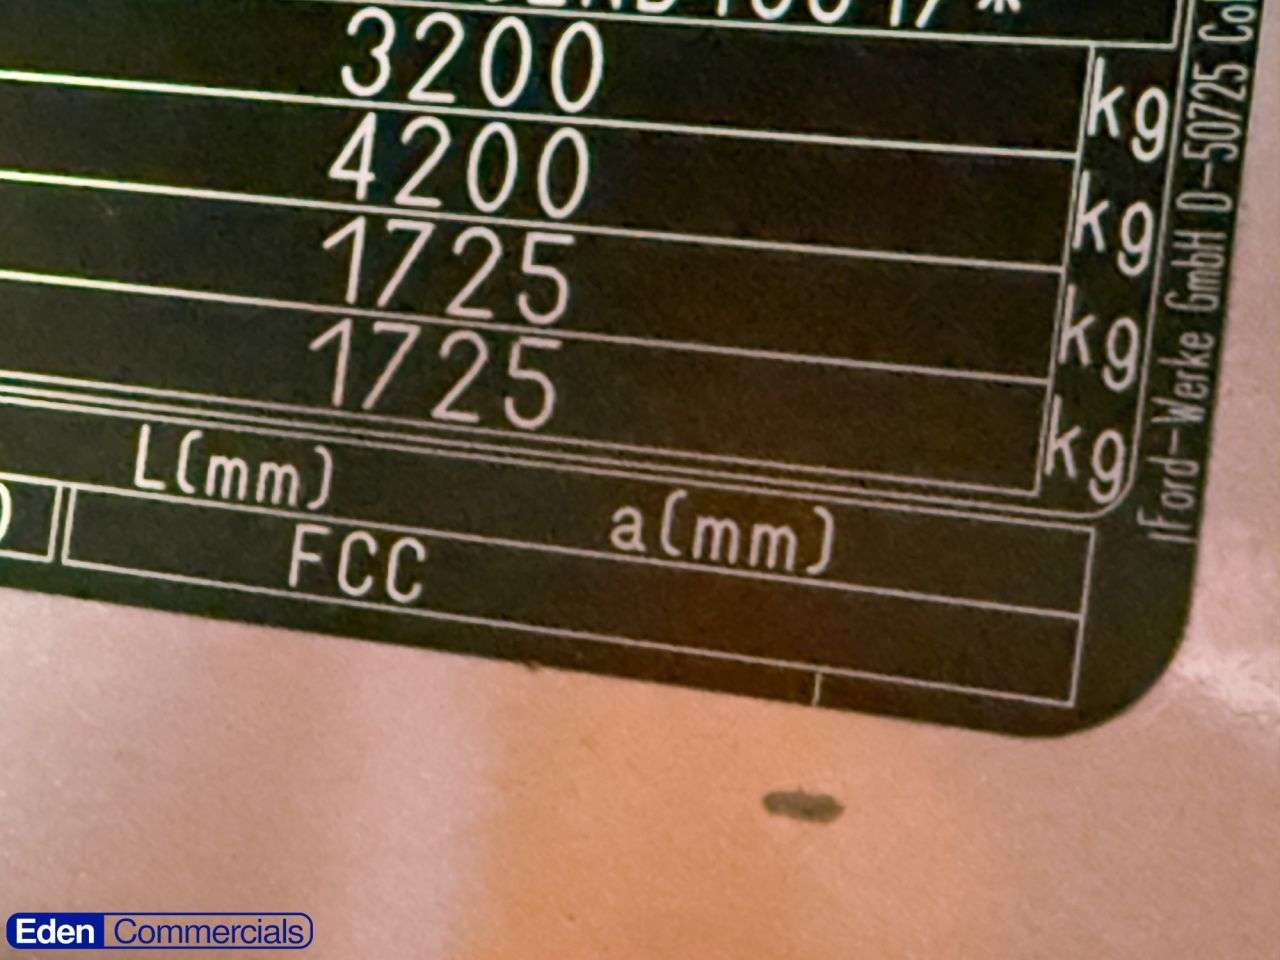 3200 kg
4200 kg
1725 kg
1725 kg
L(mm) a(mm)
FCC
Ford-Werke GmbH D-50725
Eden Commercials